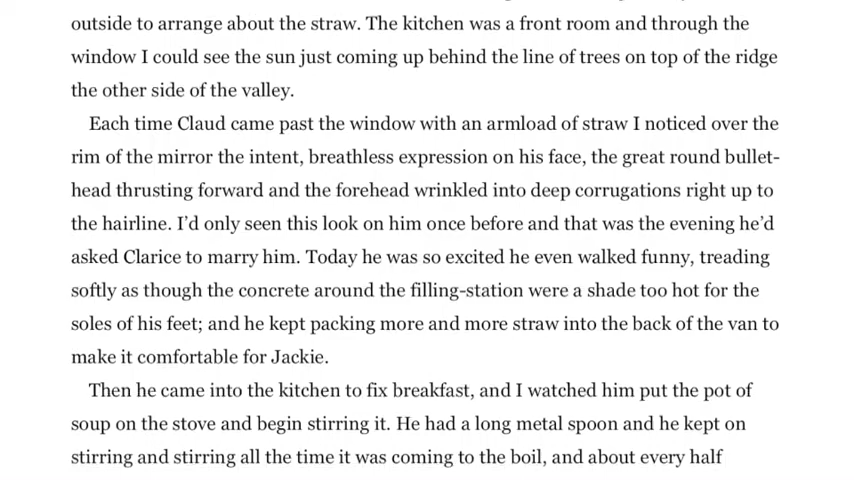 outside to arrange about the straw. The kitchen was a front room and through the
window I could see the sun just coming up behind the line of trees on top of the ridge
the other side of the valley.
Each time Claud came past the window with an armload of straw I noticed over the
rim of the mirror the intent, breathless expression on his face, the great round bullet-
head thrusting forward and the forehead wrinkled into deep corrugations right up to
the hairline. I’d only seen this look on him once before and that was the evening he’d
asked Clarice to marry him. Today he was so excited he even walked funny, treading
softly as though the concrete around the filling-station were a shade too hot for the
soles of his feet; and he kept packing more and more straw into the back of the van to
make it comfortable for Jackie.
Then he came into the kitchen to fix breakfast, and I watched him put the pot of
soup on the stove and begin stirring it. He had a long metal spoon and he kept on
stirring and stirring all the time it was coming to the boil, and about every half